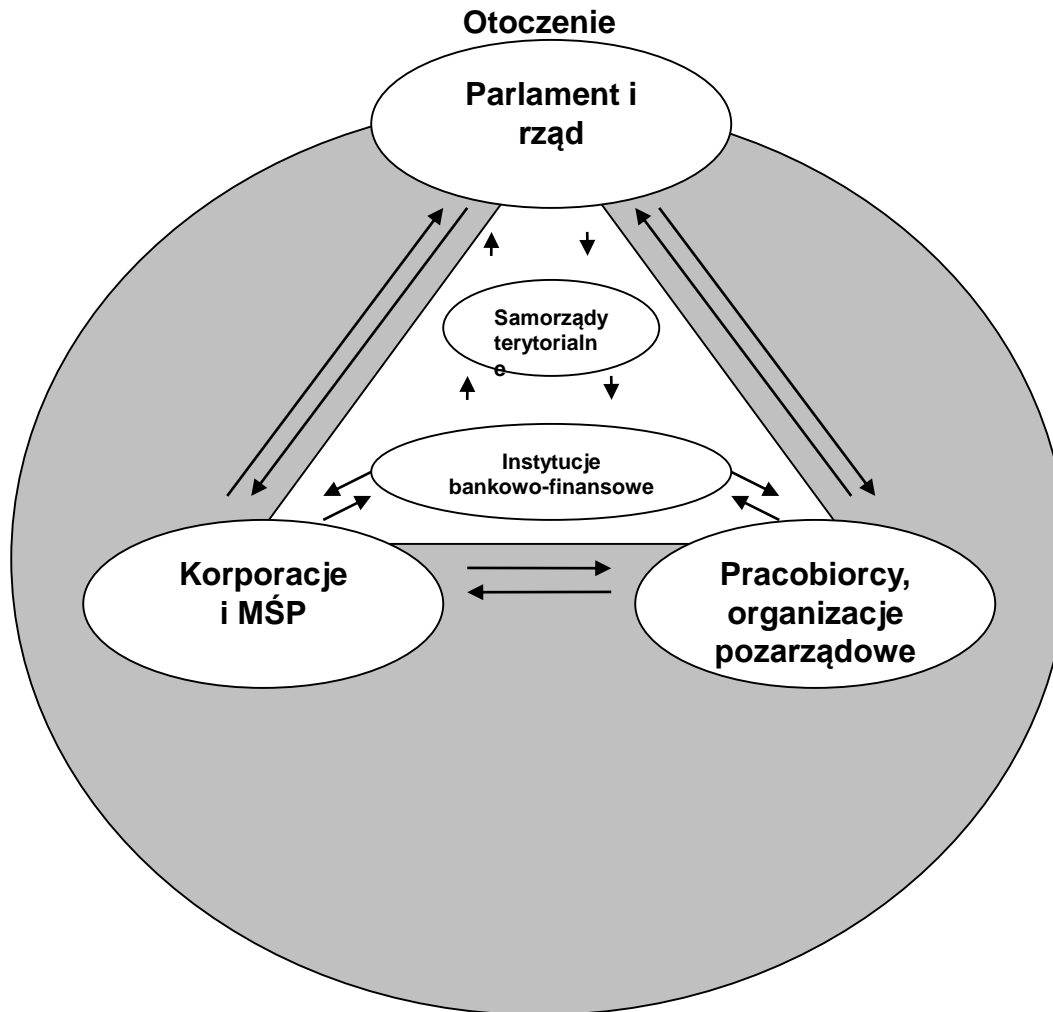 Otoczenie
Parlament i
rząd
Samorządy
terytorialn
e
Instytucje
bankowo-finansowe
Korporacje
i MŚP
Pracobiorcy,
organizacje
pozarządowe